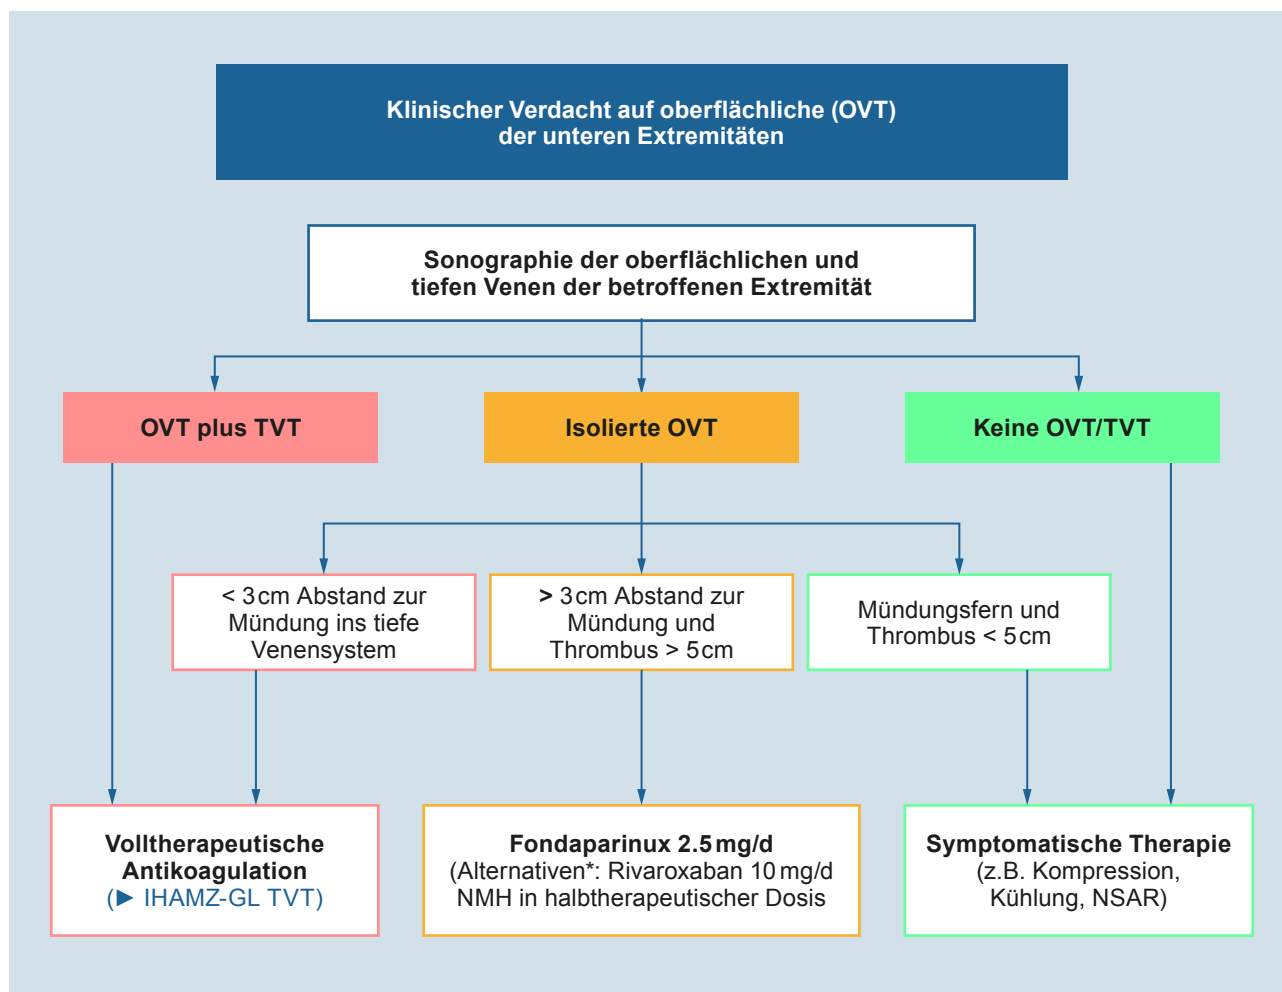 Klinischer Verdacht auf oberflächliche (OVT)
der unteren Extremitäten
Sonographie der oberflächlichen und
tiefen Venen der betroffenen Extremität
OVT plus TVT
Isolierte OVT
Keine OVT/TVT
< 3 cm Abstand zur
Mündung ins tiefe
Venensystem
> 3 cm Abstand zur
Mündung und
Thrombus > 5 cm
Mündungsfern und
Thrombus < 5 cm
Volltherapeutische
Antikoagulation
(► IHAMZ-GL TVT)
Fondaparinux 2.5 mg/d
(Alternativen*: Rivaroxaban 10 mg/d
NMH in halbtherapeutischer Dosis
Symptomatische Therapie
(z.B. Kompression,
Kühlung, NSAR)